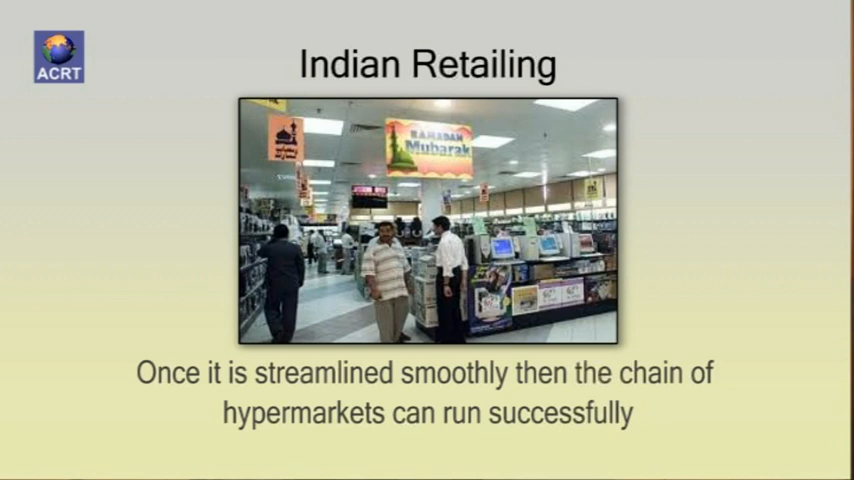 ACRT
Indian Retailing
RAMADAN
Mubarak
Once it is streamlined smoothly then the chain of
hypermarkets can run successfully